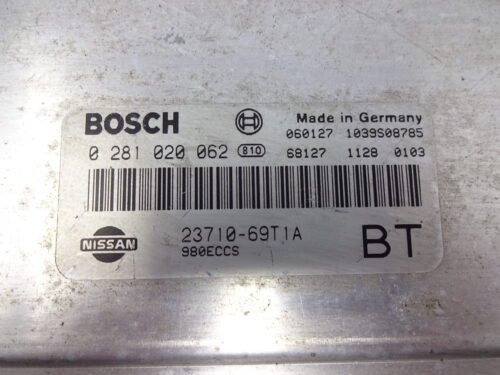 BOSCH
Made in Germany
060127 1039S08785
0 281 020 062 810 68127 1128 0103
NISSAN
23710-69T1A
980ECCS
BT